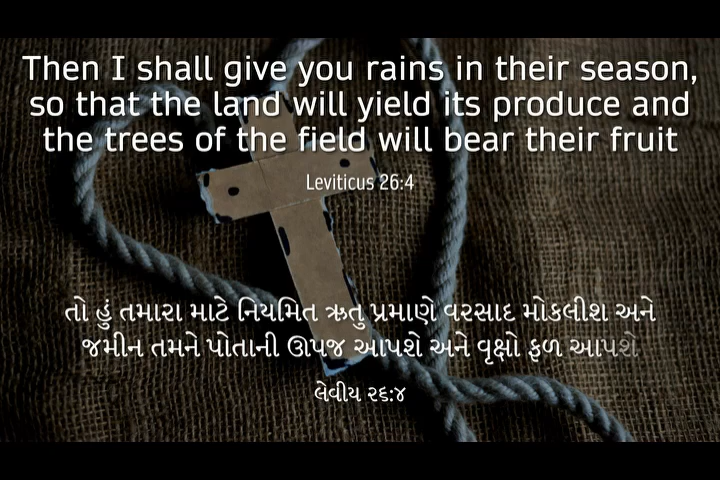 Then I shall give you rains in their season,
so that the land will yield its produce and
the trees of the field will bear their fruit
Leviticus 26:4
તો હું તમારા માટે નિયમિત ઋતુ પ્રમાણે વરસાદ મોકલીશ અને
જમીન તમને પોતાની ઊપજ આપશે અને વૃક્ષો ફળ આપશે
લેવીય ૨૬:૪